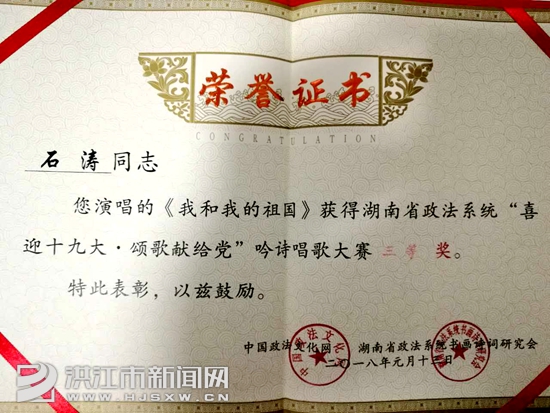 荣誉证书
CONGRATULATION
石涛同志
您演唱的《我和我的祖国》获得湖南省政法系统“喜
迎十九大·颂歌献给党”吟诗唱歌大赛三等奖。
特此表彰，以兹鼓励。
中国政法文化网 湖南省政法系统书画诗词研究会
二〇一八年元月十二日
洪江市新闻网
WWW.HJSXW.CN